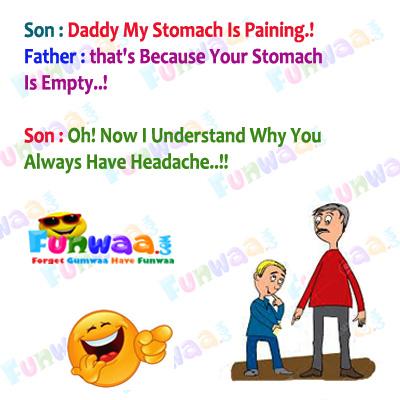 Son : Daddy My Stomach Is Paining.!
Father : that's Because Your Stomach
Is Empty..!
Son : Oh! Now I Understand Why You
Always Have Headache..!!
Funwaa.com
Forget Gumwaa Have Funwaa